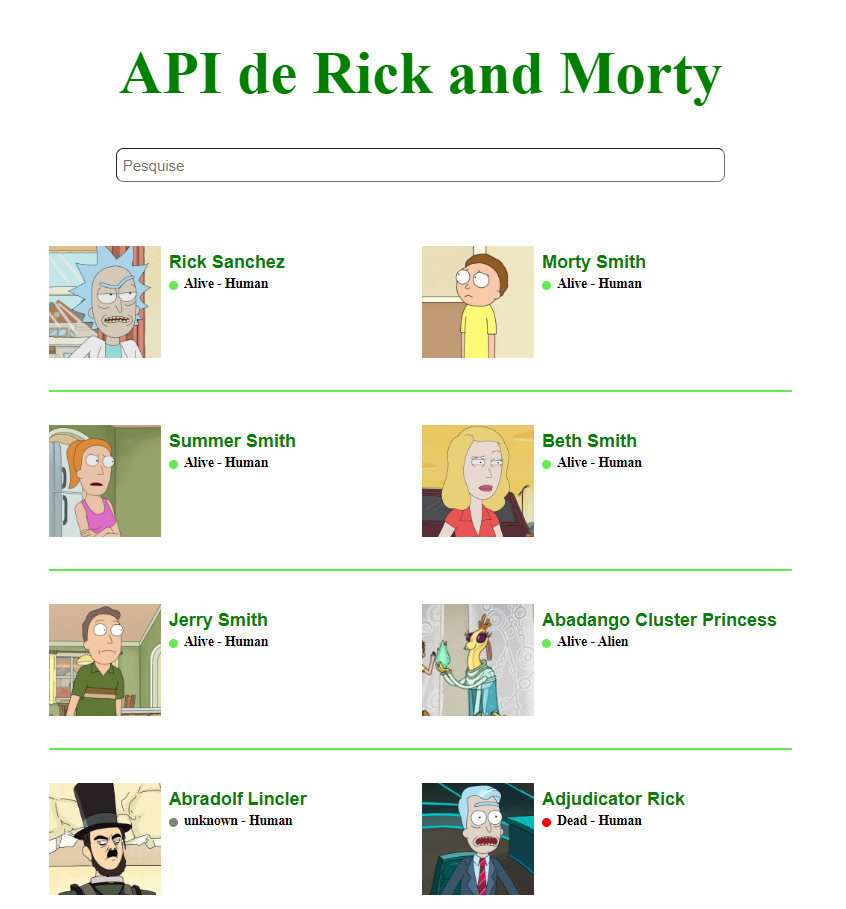 API de Rick and Morty
Pesquise
Rick Sanchez
Alive - Human
Morty Smith
Alive - Human
Summer Smith
Alive - Human
Beth Smith
Alive - Human
Jerry Smith
Alive - Human
Abadango Cluster Princess
Alive - Alien
Abradolf Lincler
unknown - Human
Adjudicator Rick
Dead - Human